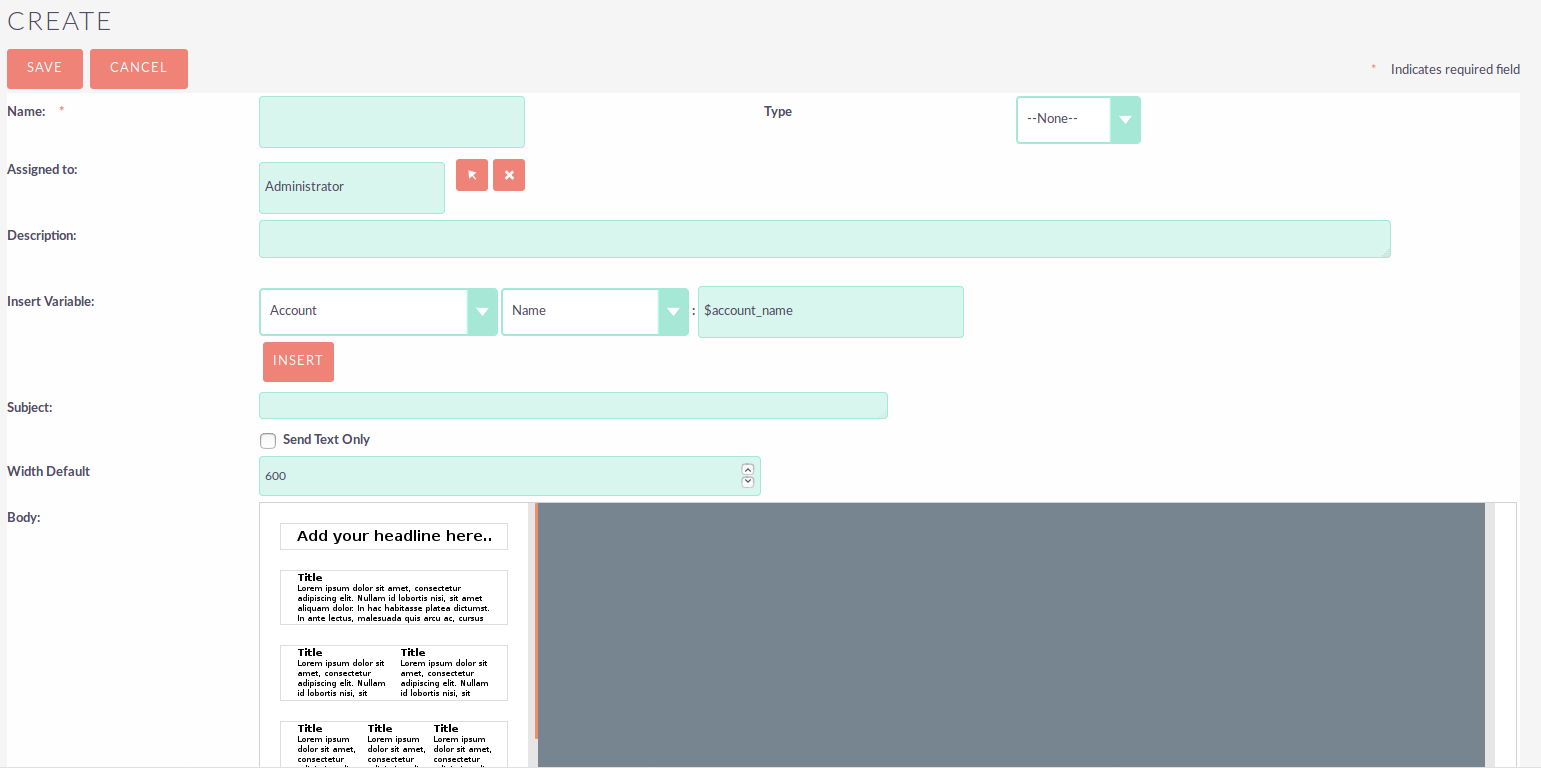 CREATE
SAVE CANCEL
* Indicates required field
Name: * Type --None--
Assigned to: Administrator
Description:
Insert Variable: Account Name : $account_name
INSERT
Subject:
Send Text Only
Width Default 600
Body:
Add your headline here..
Title
Lorem ipsum dolor sit amet, consectetur
adipiscing elit. Nullam id lobortis nisi, sit amet
aliquam dolor. In hac habitasse platea dictumst.
In ante lectus, malesuada quis arcu ac, cursus
Title
Lorem ipsum dolor sit
amet, consectetur
adipiscing elit. Nullam
id lobortis nisi, sit
Title
Lorem ipsum dolor sit
amet, consectetur
adipiscing elit. Nullam
id lobortis nisi, sit
Title
Lorem ipsum
dolor sit amet,
consectetur
Title
Lorem ipsum
dolor sit amet,
consectetur
Title
Lorem ipsum
dolor sit amet,
consectetur